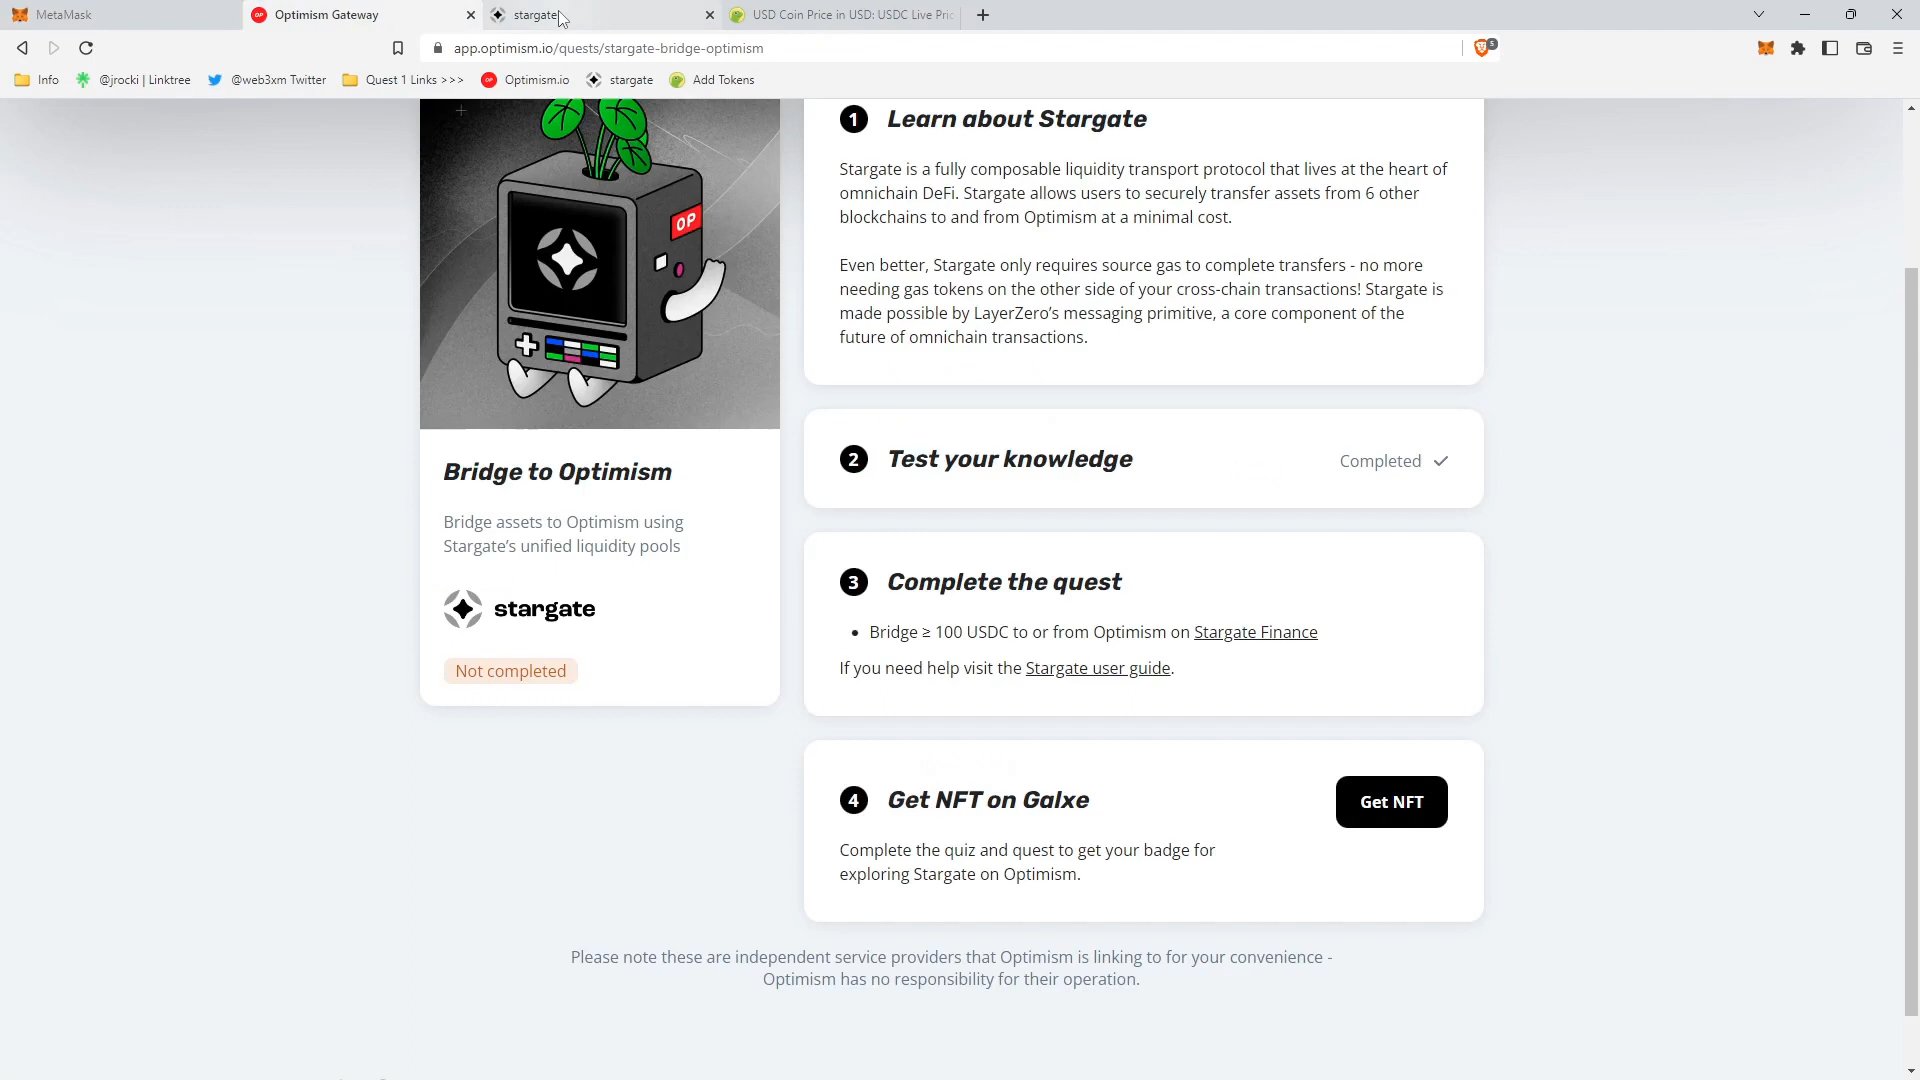 MetaMask
Optimism Gateway
stargate
USD Coin Price in USD: USDC Live Pric
app.optimism.io/quests/stargate-bridge-optimism
5
Info
@jrocki | Linktree
@web3xm Twitter
Quest 1 Links >>>
Optimism.io
stargate
Add Tokens
OP
Bridge to Optimism
Bridge assets to Optimism using
Stargate’s unified liquidity pools
stargate
Not completed
1 Learn about Stargate
Stargate is a fully composable liquidity transport protocol that lives at the heart of
omnichain DeFi. Stargate allows users to securely transfer assets from 6 other
blockchains to and from Optimism at a minimal cost.
Even better, Stargate only requires source gas to complete transfers - no more
needing gas tokens on the other side of your cross-chain transactions! Stargate is
made possible by LayerZero’s messaging primitive, a core component of the
future of omnichain transactions.
2 Test your knowledge
Completed
3 Complete the quest
• Bridge ≥ 100 USDC to or from Optimism on Stargate Finance
If you need help visit the Stargate user guide.
4 Get NFT on Galxe
Get NFT
Complete the quiz and quest to get your badge for
exploring Stargate on Optimism.
Please note these are independent service providers that Optimism is linking to for your convenience -
Optimism has no responsibility for their operation.